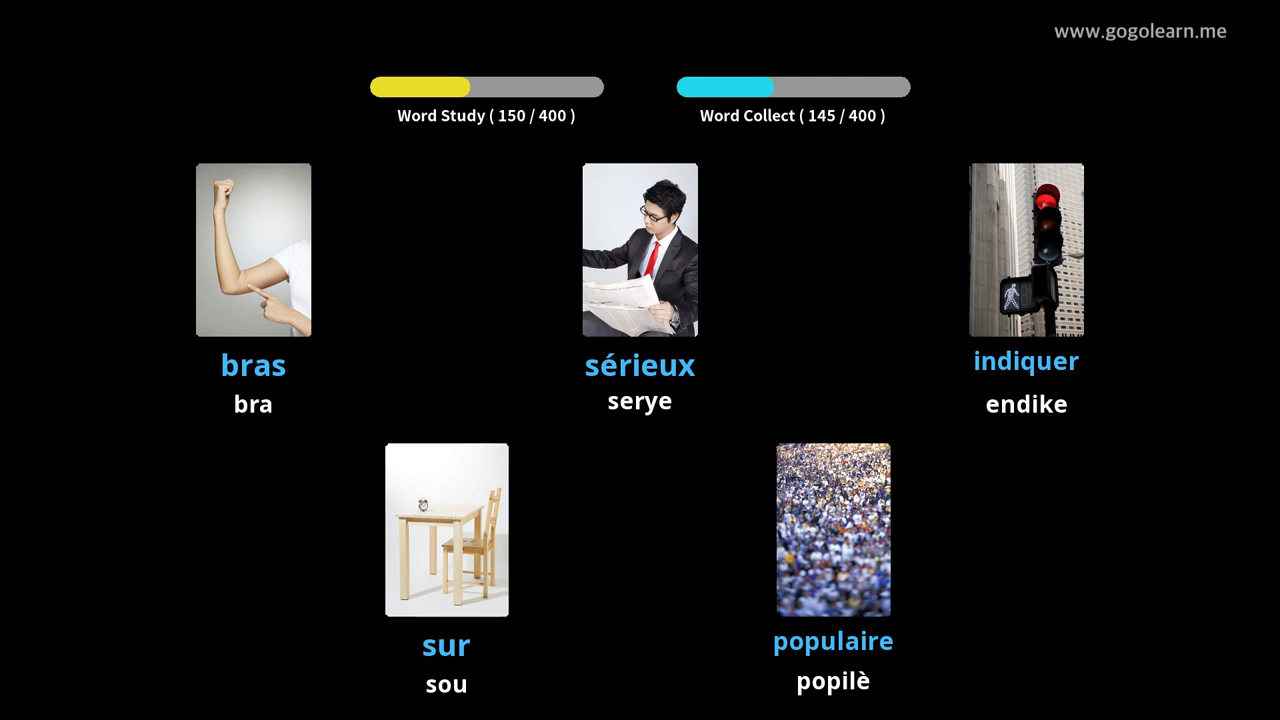 www.gogolearn.me
Word Study ( 150 / 400 )
Word Collect ( 145 / 400 )
bras
bra
sérieux
serye
indiquer
endike
sur
sou
populaire
popilè